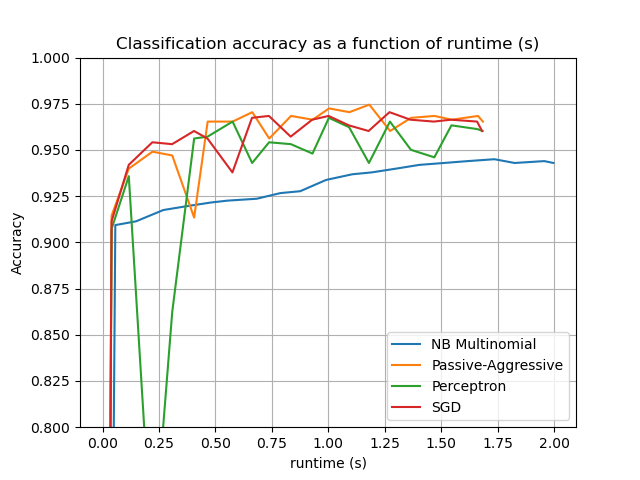 Classification accuracy as a function of runtime (s)
1.000
0.975
0.950
0.925
0.900
0.875
0.850
0.825
0.800
Accuracy
NB Multinomial
Passive-Aggressive
Perceptron
SGD
0.00 0.25 0.50 0.75 1.00 1.25 1.50 1.75 2.00
runtime (s)